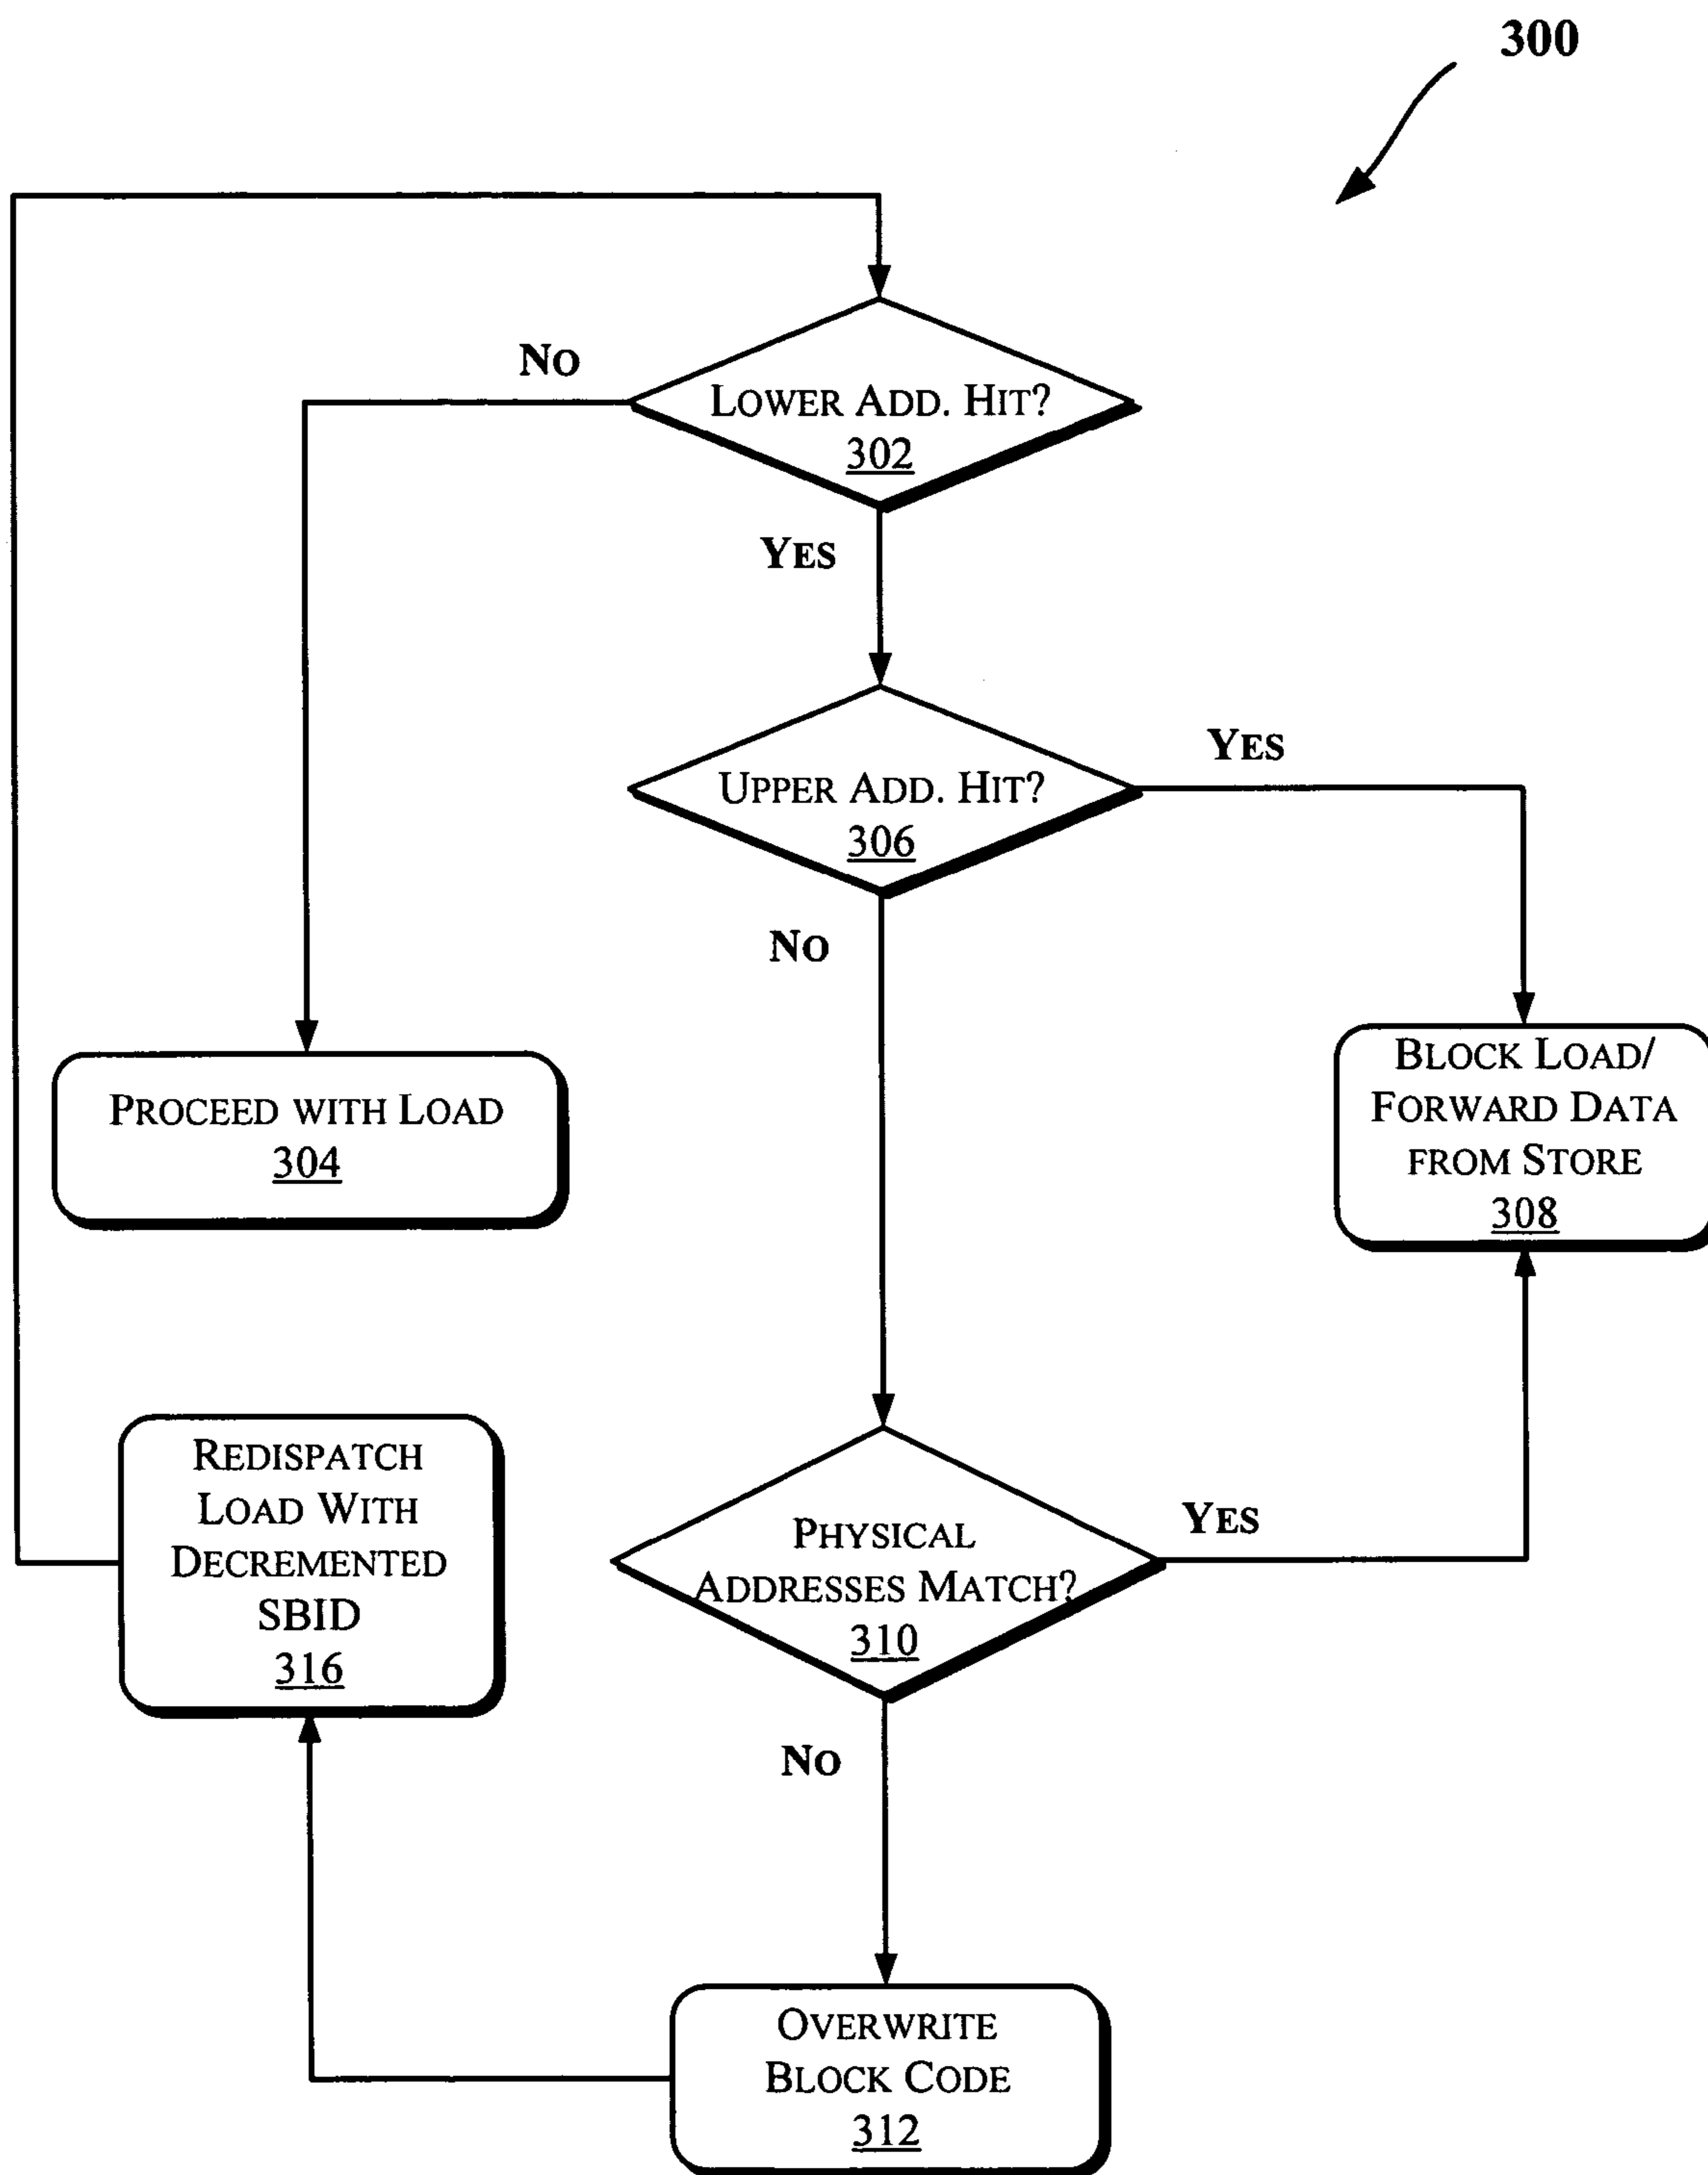 300
NO
LOWER ADD. HIT?
302
YES
UPPER ADD. HIT?
306
YES
NO
BLOCK LOAD/
FORWARD DATA
FROM STORE
308
PROCEED WITH LOAD
304
REDISPATCH
LOAD WITH
DECREMENTED
SBID
316
PHYSICAL
ADDRESSES MATCH?
310
YES
NO
OVERWRITE
BLOCK CODE
312